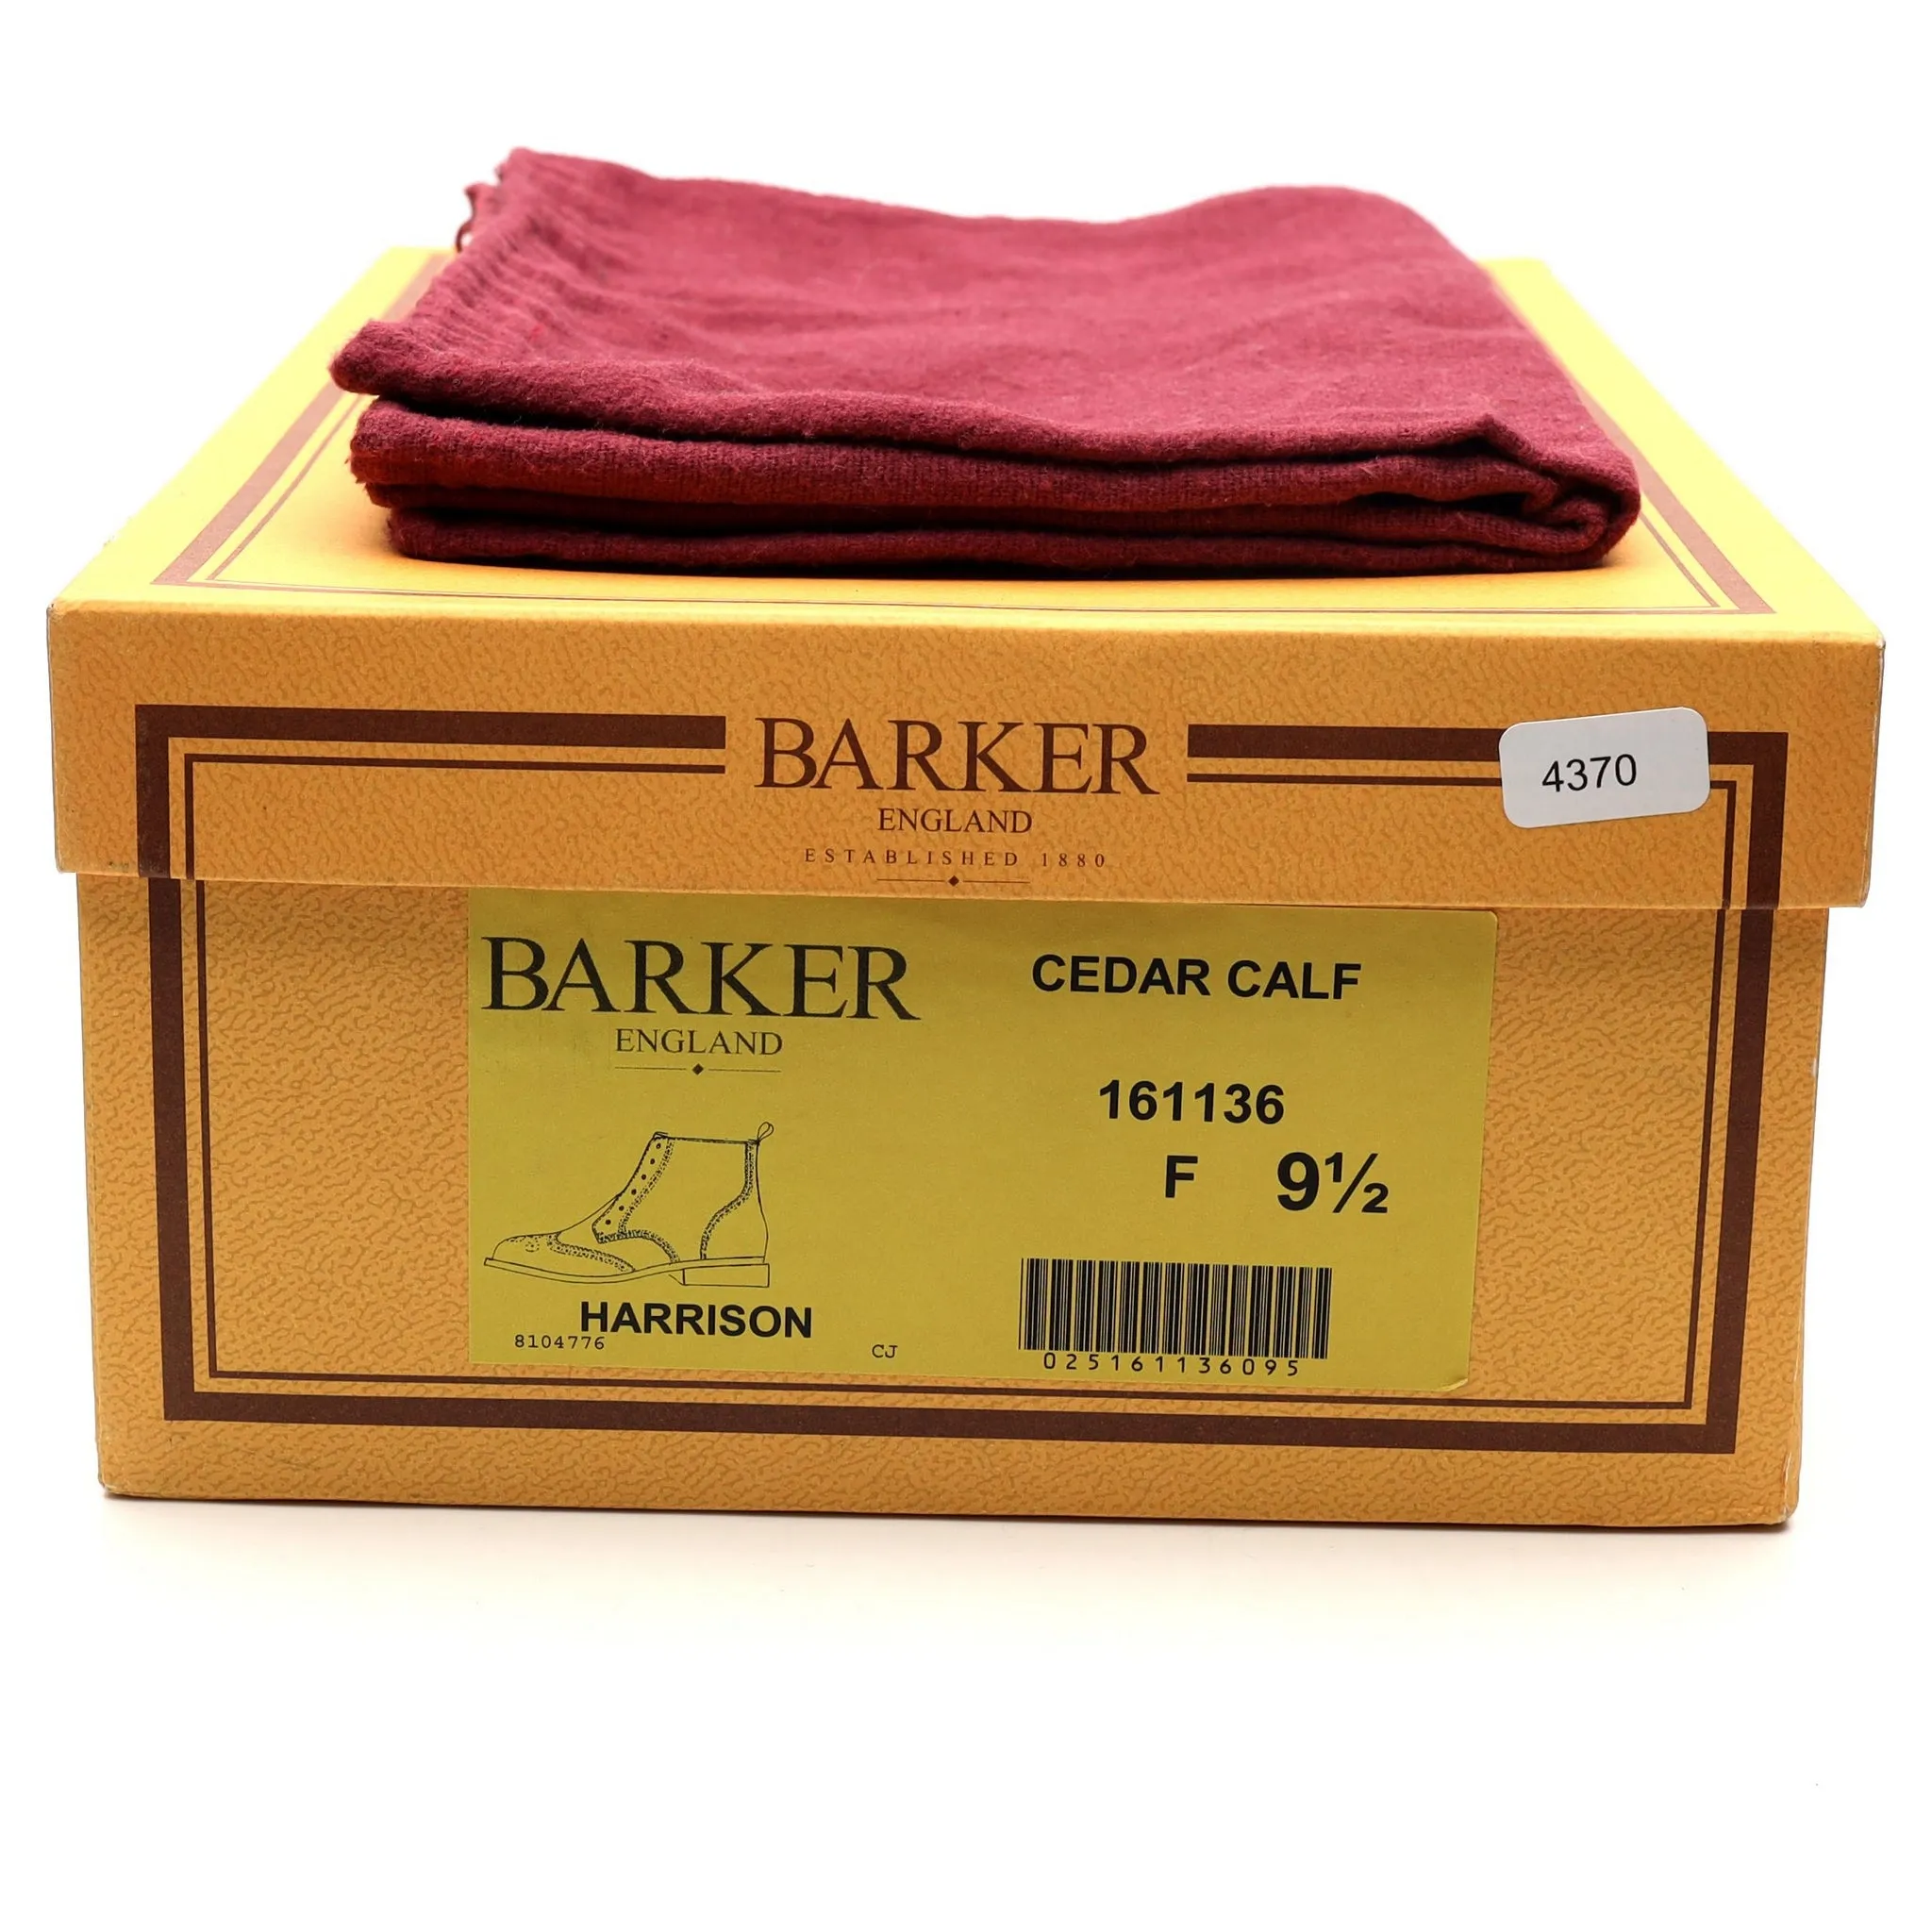 BARKER
ENGLAND
ESTABLISHED 1880
4370
BARKER
ENGLAND
CEDAR CALF
161136
F 9½
HARRISON
8104776
CJ
025161136095